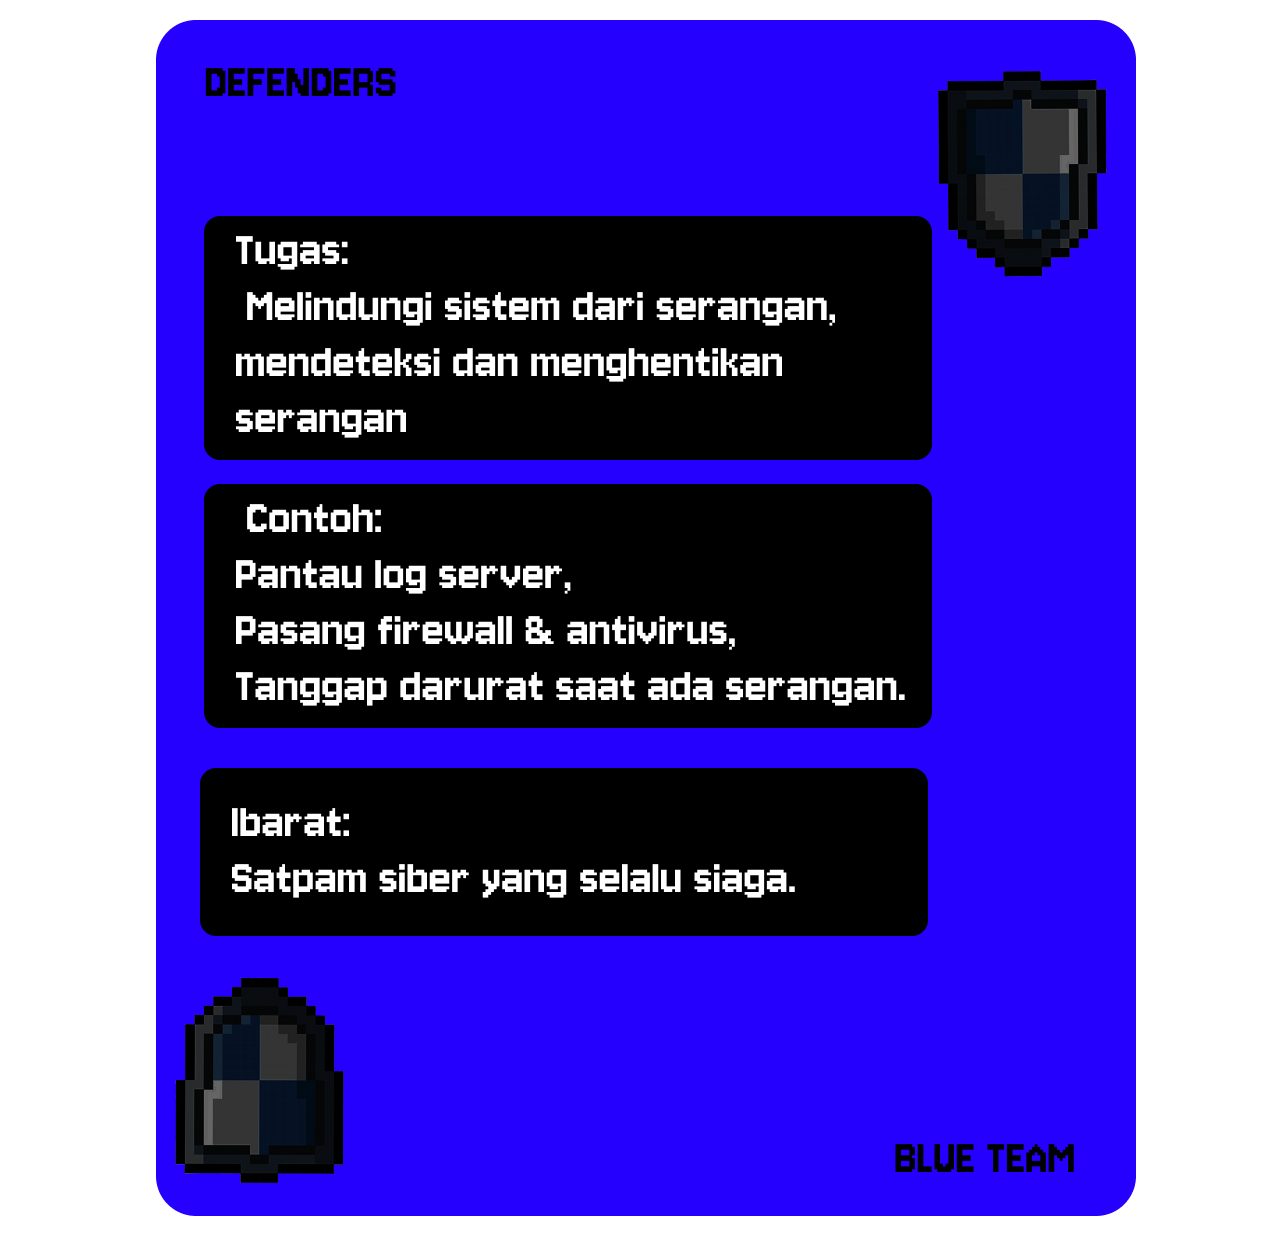 DEFENDERS
Tugas:
Melindungi sistem dari serangan,
mendeteksi dan menghentikan
serangan
Contoh:
Pantau log server,
Pasang firewall & antivirus,
Tanggap darurat saat ada serangan.
Ibarat:
Satpam siber yang selalu siaga.
BLUE TEAM